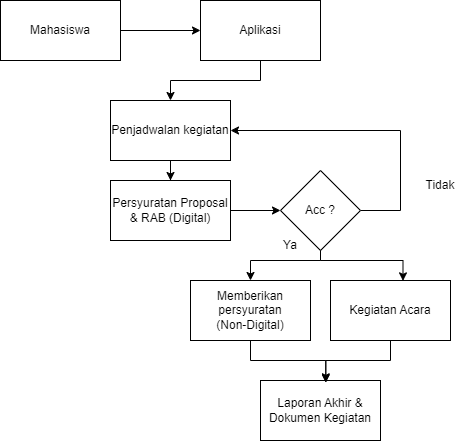 Mahasiswa
Aplikasi
Penjadwalan kegiatan
Persyuratan Proposal
& RAB (Digital)
Acc ?
Tidak
Ya
Memberikan
persyuratan
(Non-Digital)
Kegiatan Acara
Laporan Akhir &
Dokumen Kegiatan